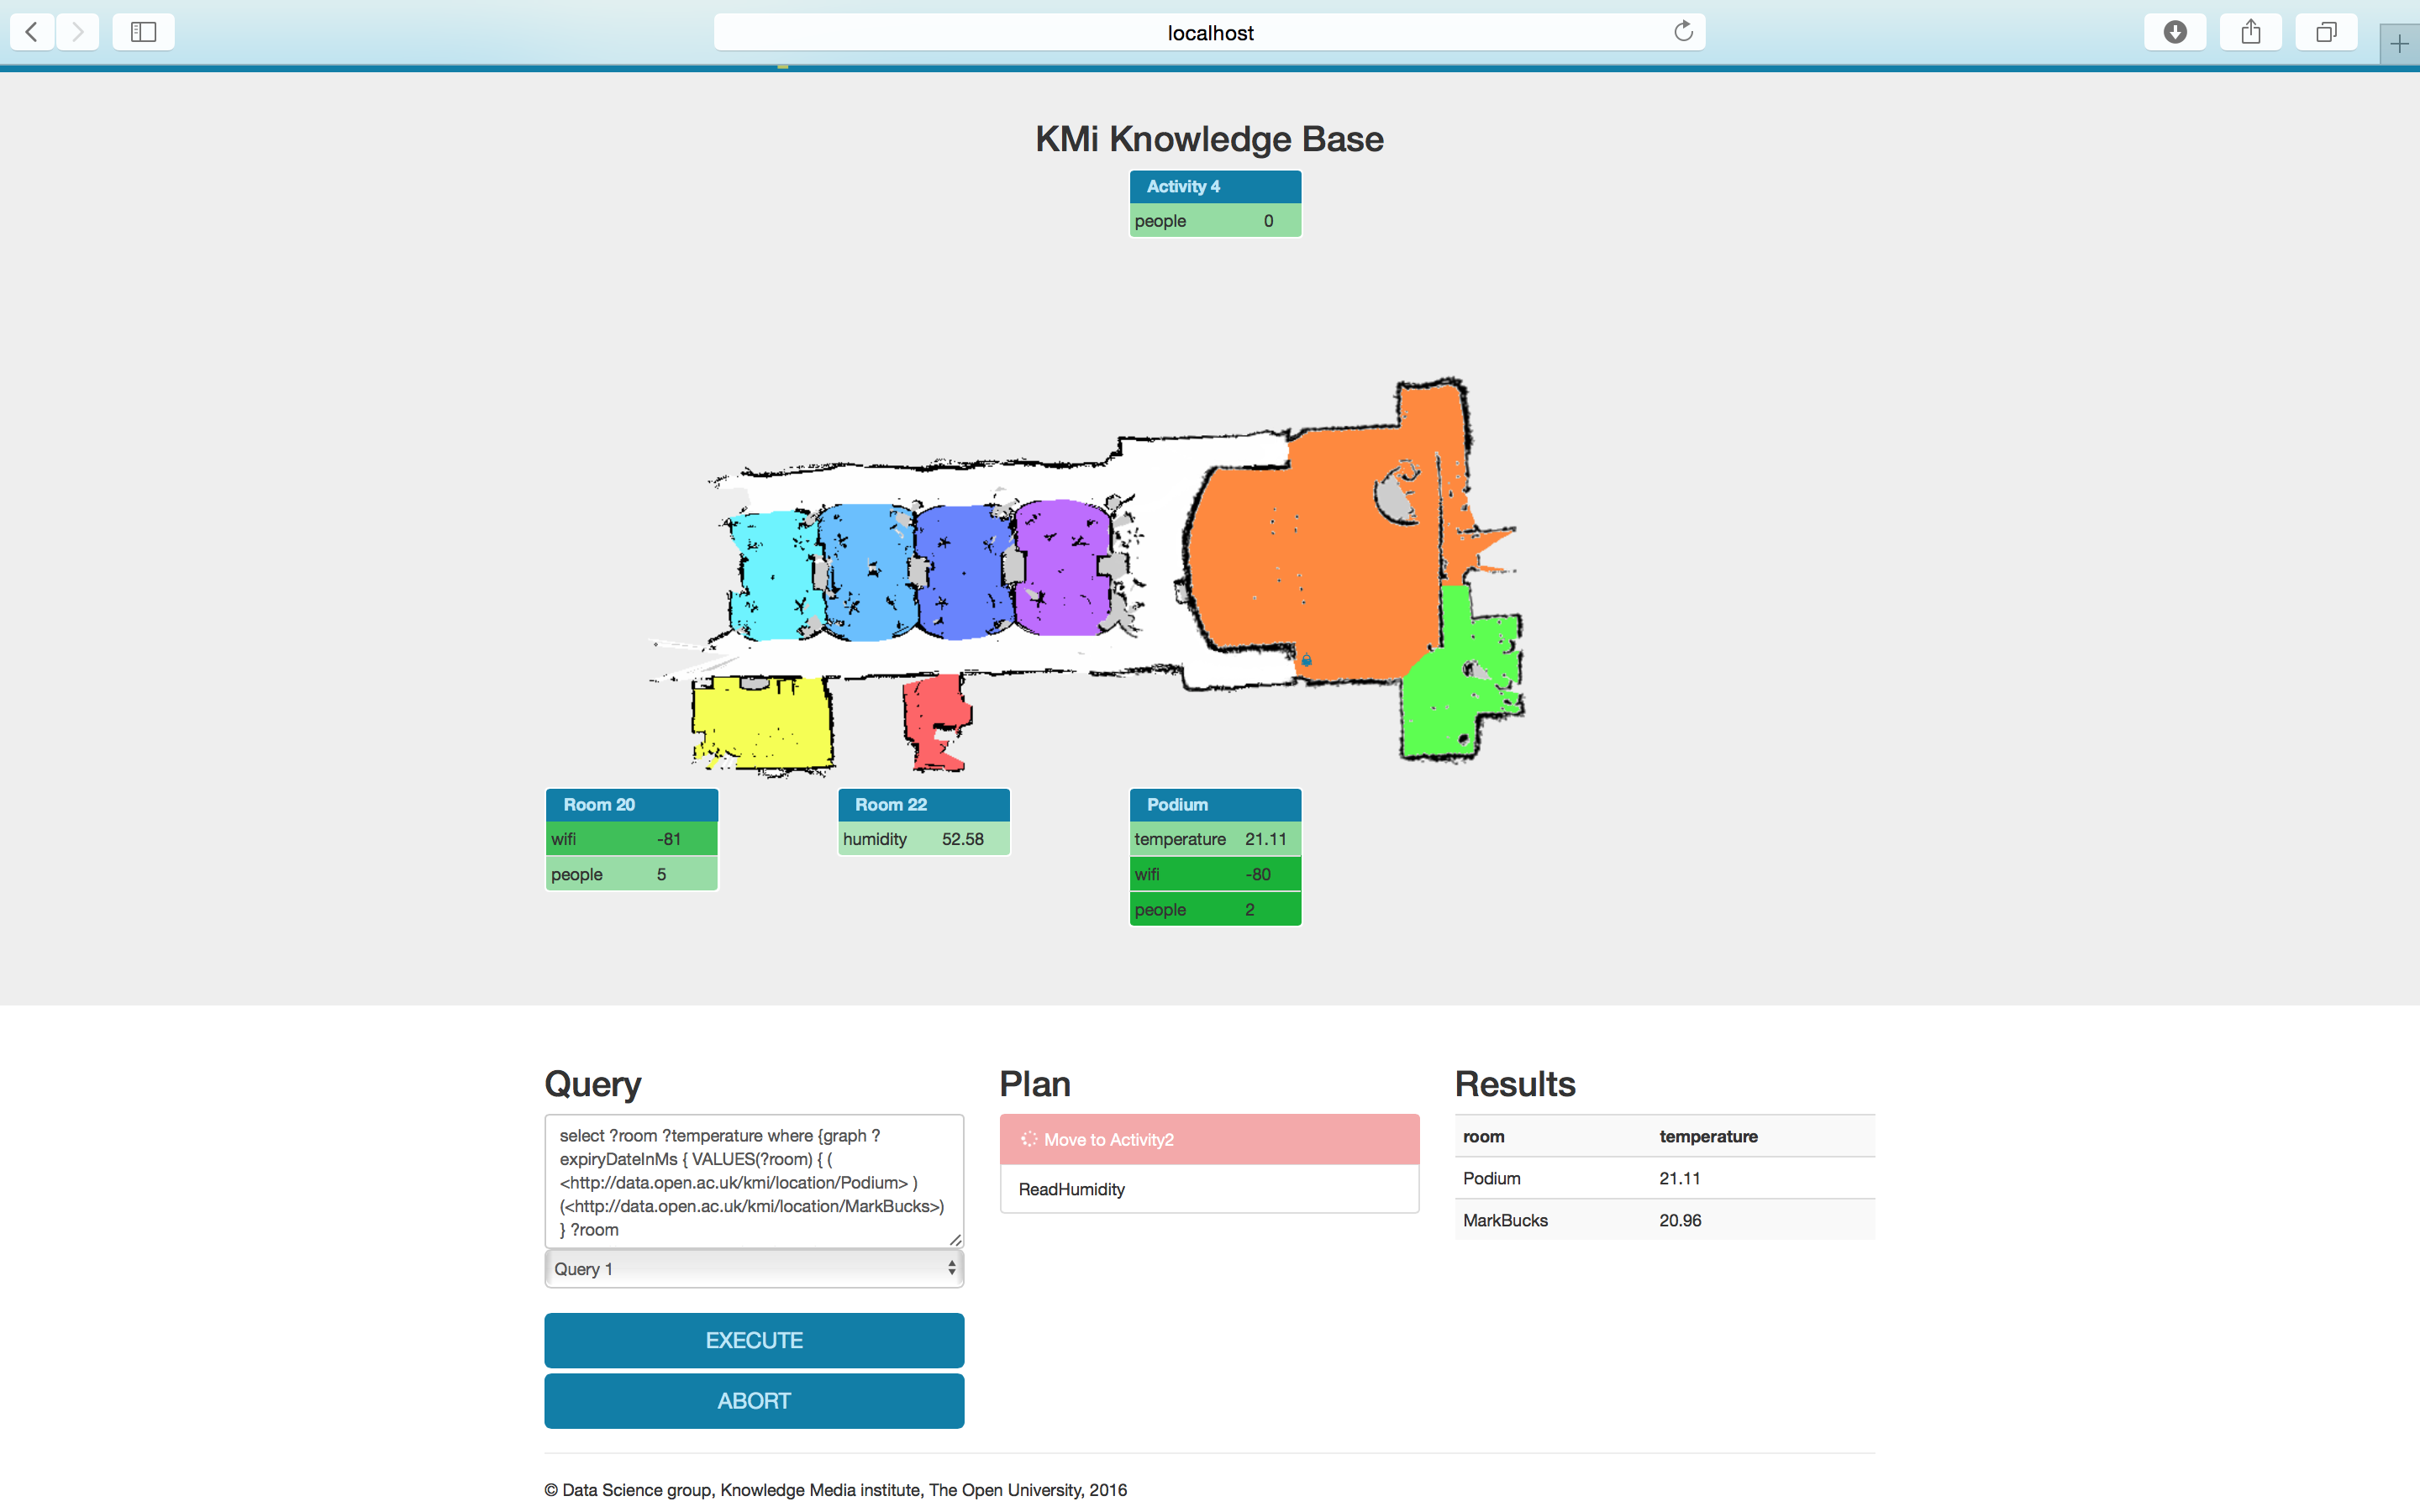 localhost
KMi Knowledge Base
Activity 4
people 0
Room 20
wifi -81
people 5
Room 22
humidity 52.58
Podium
temperature 21.11
wifi -80
people 2
Query
select ?room ?temperature where {graph ?
expiryDateInMs { VALUES(?room) { (
<http://data.open.ac.uk/kmi/location/Podium> )
(<http://data.open.ac.uk/kmi/location/MarkBucks>)
} ?room
Query 1
EXECUTE
ABORT
Plan
Move to Activity2
ReadHumidity
Results
room temperature
Podium 21.11
MarkBucks 20.96
© Data Science group, Knowledge Media institute, The Open University, 2016